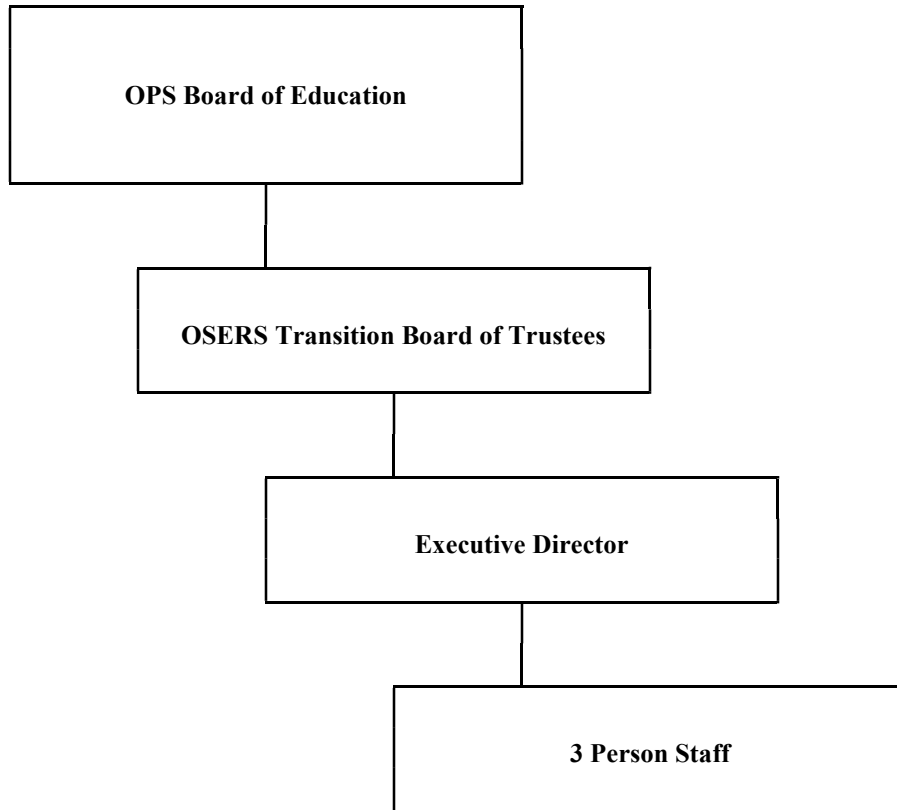 OPS Board of Education
OSERS Transition Board of Trustees
Executive Director
3 Person Staff